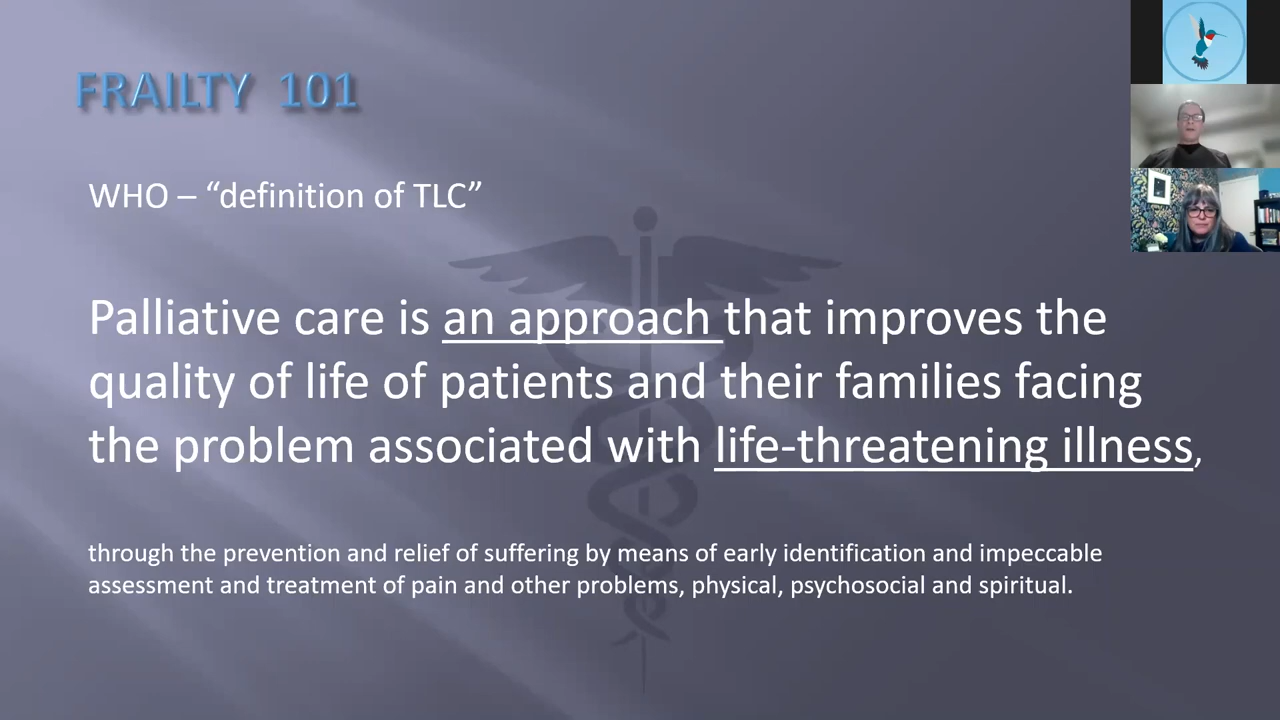 FRAILTY 101
WHO – “definition of TLC”
Palliative care is an approach that improves the
quality of life of patients and their families facing
the problem associated with life-threatening illness,
through the prevention and relief of suffering by means of early identification and impeccable
assessment and treatment of pain and other problems, physical, psychosocial and spiritual.